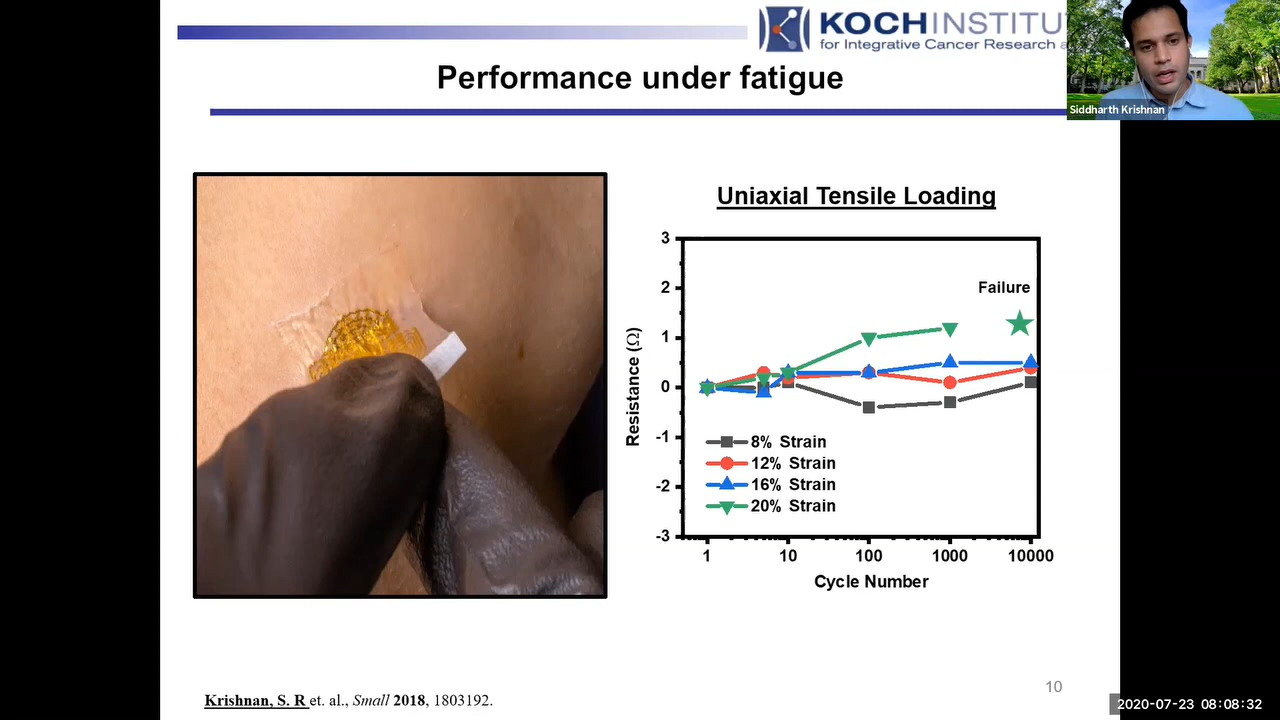 KOCHINSTITU
for Integrative Cancer Research a
Siddharth Krishnan
Performance under fatigue
Uniaxial Tensile Loading
3
2
1
0
-1
-2
-3
Resistance (Ω)
Failure
8% Strain
12% Strain
16% Strain
20% Strain
1 10 100 1000 10000
Cycle Number
Krishnan, S. R et. al., Small 2018, 1803192.
10
2020-07-23 08:08:32